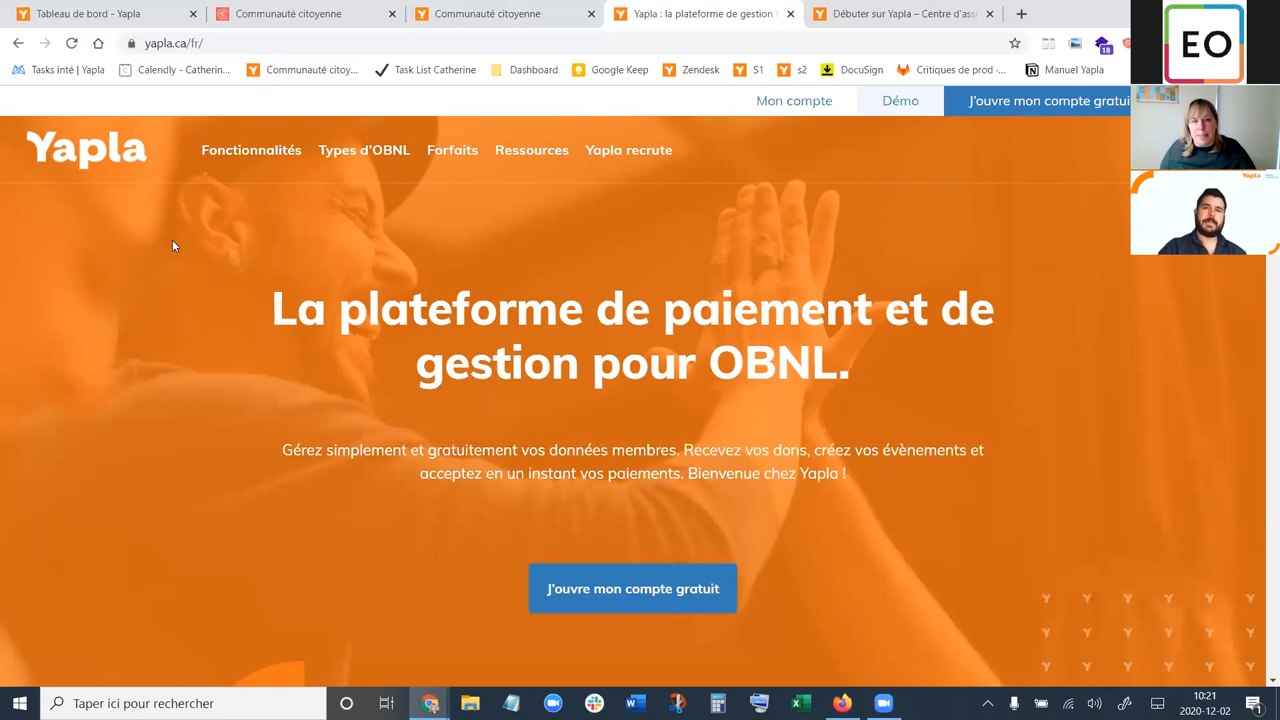 Tableau de bord - Yapla
Communauté citoyenne
Communauté citoyenne
Yapla : la plateforme de gestion
Débuter sur Yapla – Centre d'ass
yapla.ca/fr/
18
Tasks inté | Yapla
Calendly - Catherin...
Communauté citoy...
Task List Catherine
Dashboard
Google Keep
Zendesk
S1
s2
DocuSign
Critiques de prod -...
Manuel Yapla
EO
Mon compte
Démo
J'ouvre mon compte gratui
Yapla
Fonctionnalités
Types d'OBNL
Forfaits
Ressources
Yapla recrute
Yapla
La plateforme de paiement et de
gestion pour OBNL.
Gérez simplement et gratuitement vos données membres. Recevez vos dons, créez vos évènements et
acceptez en un instant vos paiements. Bienvenue chez Yapla !
J'ouvre mon compte gratuit
Taper ici pour rechercher
10:21
2020-12-02
1